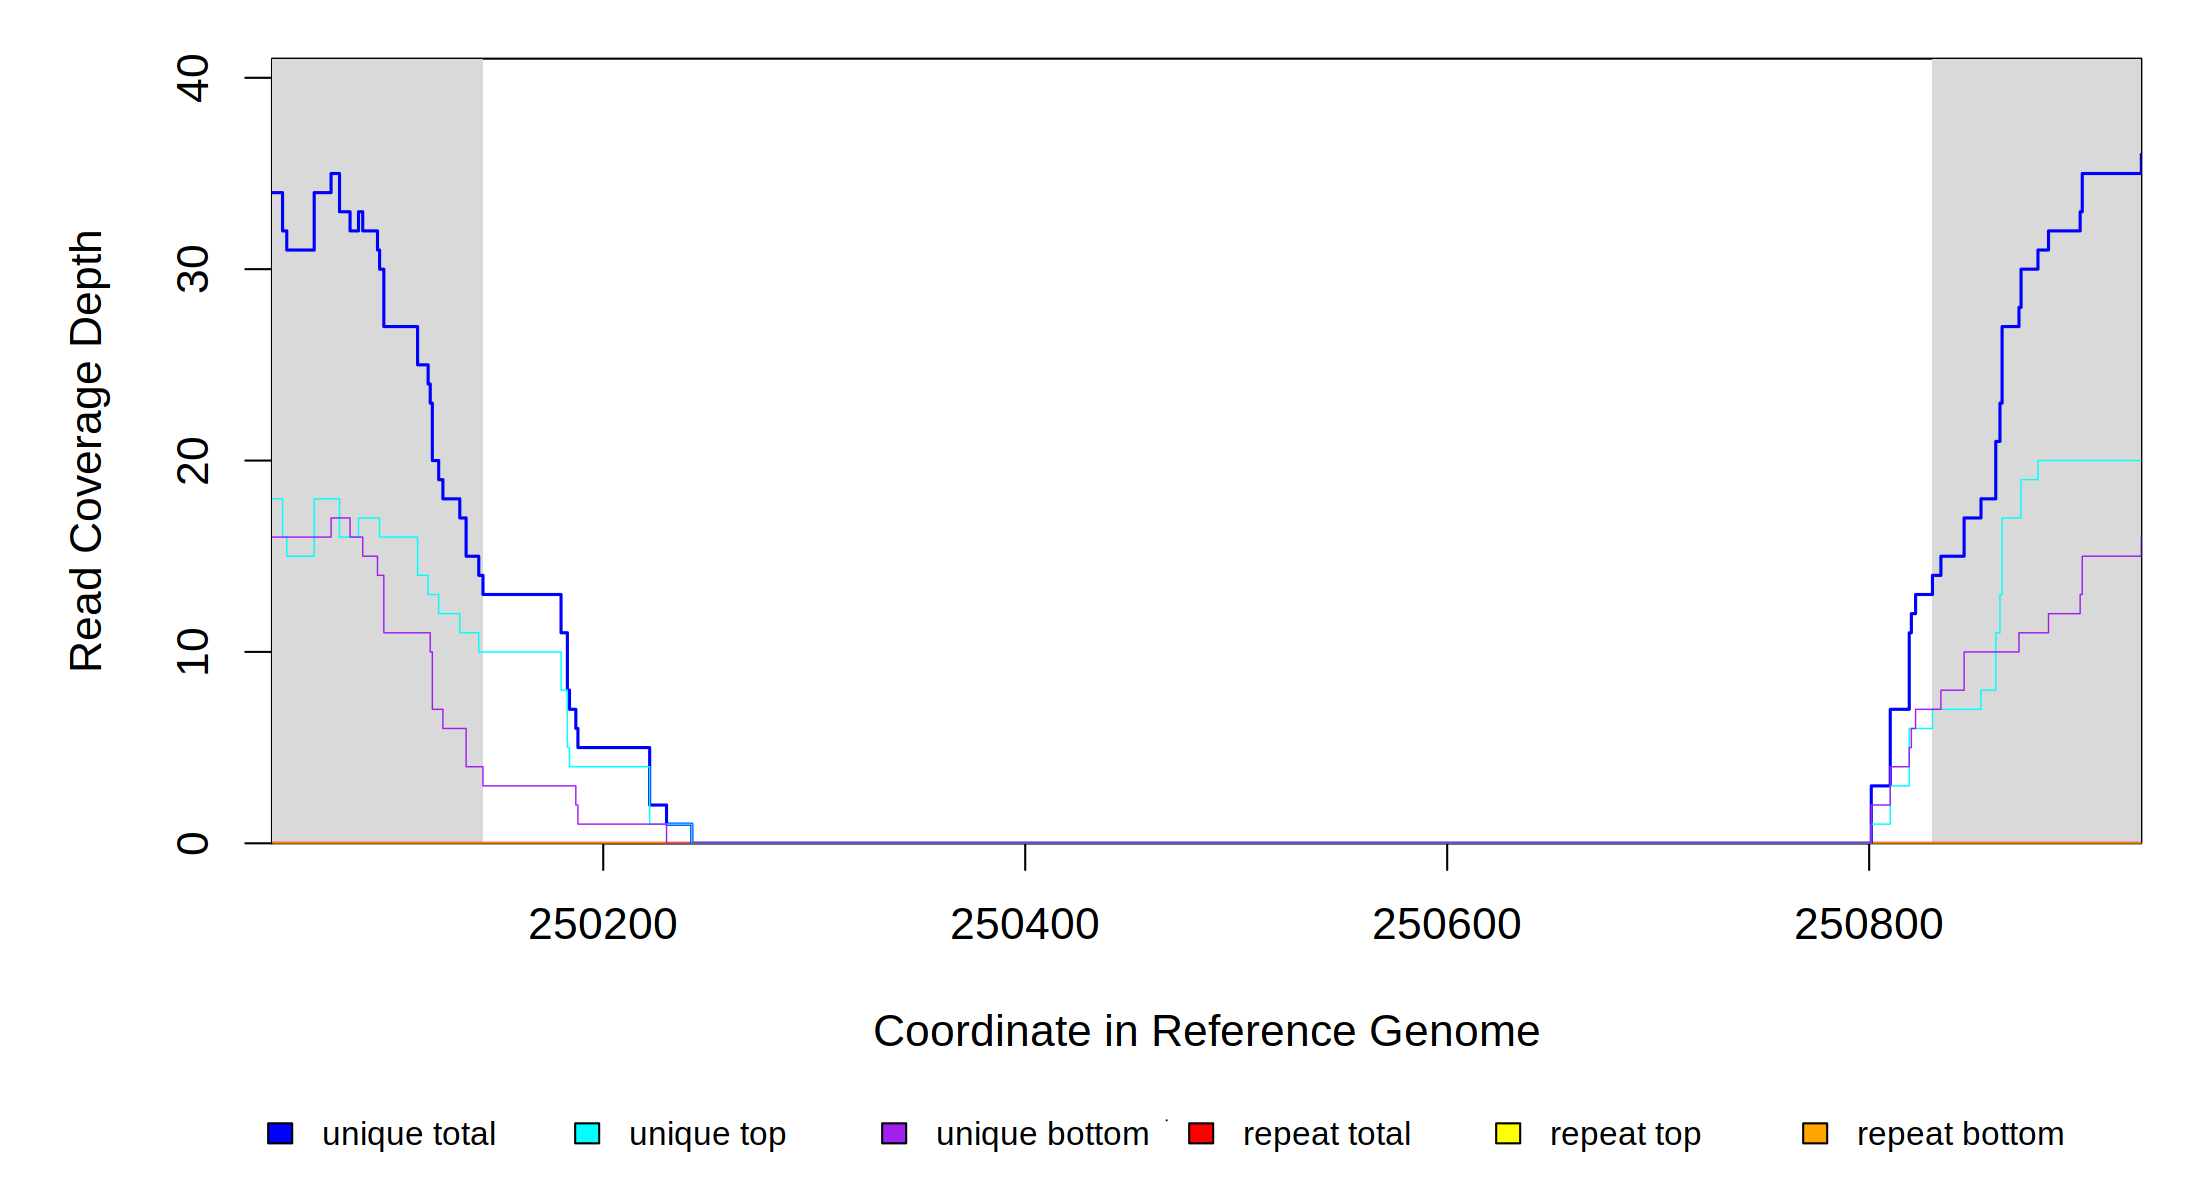 40
30
20
10
0
Read Coverage Depth
250200 250400 250600 250800
Coordinate in Reference Genome
unique total unique top unique bottom repeat total repeat top repeat bottom